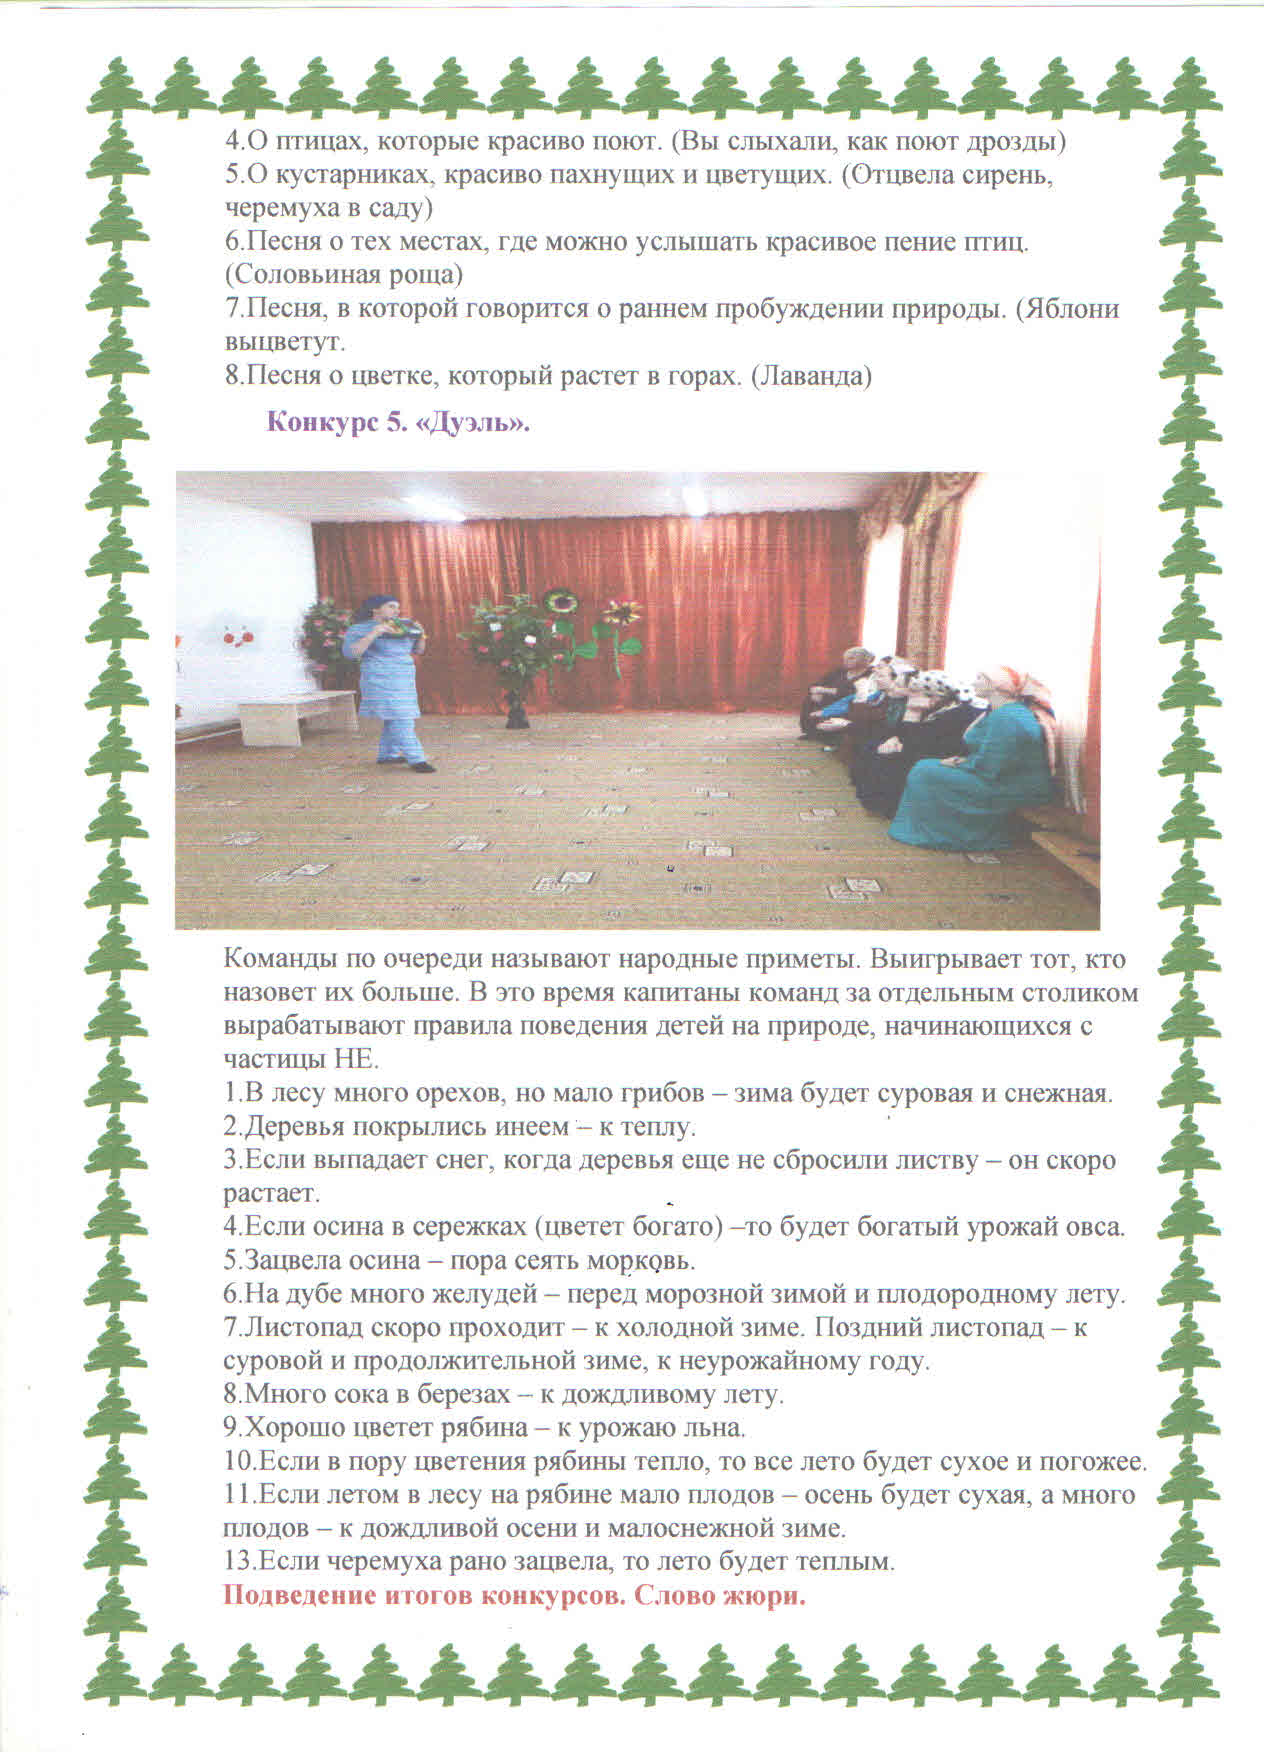 4.О птицах, которые красиво поют. (Вы слыхали, как поют дрозды)
5.О кустарниках, красиво пахнущих и цветущих. (Отцвела сирень,
черемуха в саду)
6.Песня о тех местах, где можно услышать красивое пение птиц.
(Соловьиная роща)
7.Песня, в которой говорится о раннем пробуждении природы. (Яблони
выцветут.
8.Песня о цветке, который растет в горах. (Лаванда)
Конкурс 5. «Дуэль».
Команды по очереди называют народные приметы. Выигрывает тот, кто
назовет их больше. В это время капитаны команд за отдельным столиком
вырабатывают правила поведения детей на природе, начинающихся с
частицы НЕ.
1.В лесу много орехов, но мало грибов – зима будет суровая и снежная.
2.Деревья покрылись инеем – к теплу.
3.Если выпадает снег, когда деревья еще не сбросили листву – он скоро
растает.
4.Если осина в сережках (цветет богато) –то будет богатый урожай овса.
5.Зацвела осина – пора сеять морковь.
6.На дубе много желудей – перед морозной зимой и плодородному лету.
7.Листопад скоро проходит – к холодной зиме. Поздний листопад – к
суровой и продолжительной зиме, к неурожайному году.
8.Много сока в березах – к дождливому лету.
9.Хорошо цветет рябина – к урожаю льна.
10.Если в пору цветения рябины тепло, то все лето будет сухое и погожее.
11.Если летом в лесу на рябине мало плодов – осень будет сухая, а много
плодов – к дождливой осени и малоснежной зиме.
13.Если черемуха рано зацвела, то лето будет теплым.
Подведение итогов конкурсов. Слово жюри.